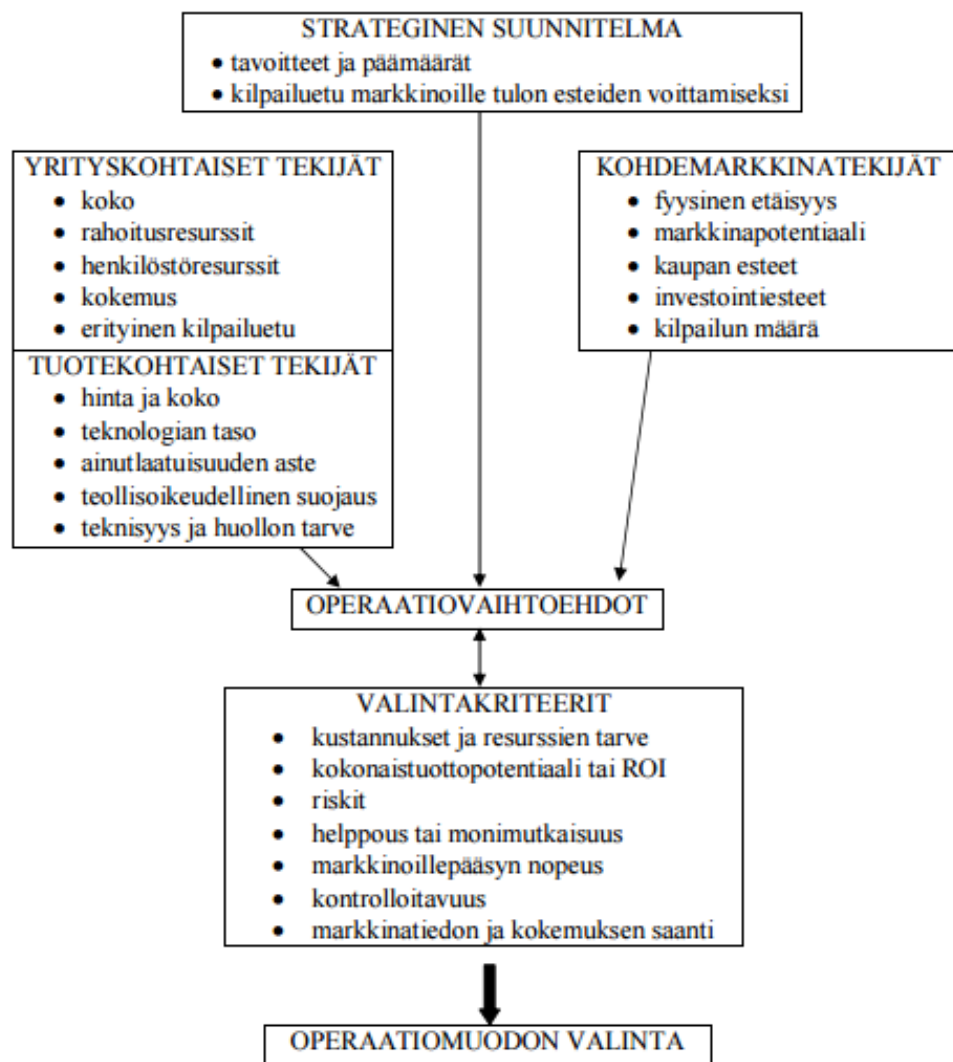 STRATEGINEN SUUNNITELMA
• tavoitteet ja päämäärät
• kilpailuetu markkinoille tulon esteiden voittamiseksi
YRITYSKOHTAISET TEKIJÄT
• koko
• rahoitusresurssit
• henkilöstöresurssit
• kokemus
• erityinen kilpailuetu
TUOTEKOHTAISET TEKIJÄT
• hinta ja koko
• teknologian taso
• ainutlaatuisuuden aste
• teollisoikeudellinen suojaus
• teknisyys ja huollon tarve
KOHDEMARKKINATEKIJÄT
• fyysinen etäisyys
• markkinapotentiaali
• kaupan esteet
• investointiesteet
• kilpailun määrä
OPERAATIOVAIHTOEHDOT
VALINTAKRITEERIT
• kustannukset ja resurssien tarve
• kokonaistuottopotentiaali tai ROI
• riskit
• helppous tai monimutkaisuus
• markkinoillepääsyn nopeus
• kontrolloitavuus
• markkinatiedon ja kokemuksen saanti
OPERAATIOMUODON VALINTA